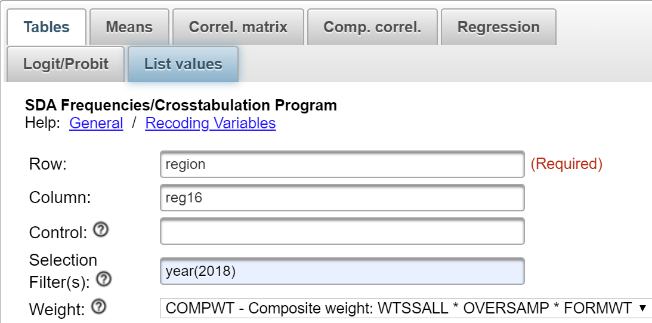 Tables Means Correl. matrix Comp. correl. Regression
Logit/Probit List values
SDA Frequencies/Crosstabulation Program
Help: General / Recoding Variables
Row: region (Required)
Column: reg16
Control: ?
Selection
Filter(s): ? year(2018)
Weight: ? COMPWT - Composite weight: WTSSALL * OVERSAMP * FORMWT